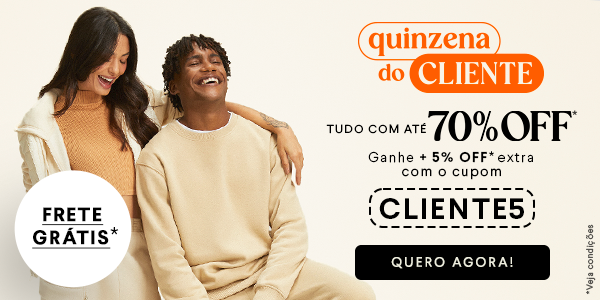 quinzena
do CLIENTE
TUDO COM ATÉ 70% OFF*
Ganhe + 5% OFF* extra
com o cupom
CLIENTE5
QUERO AGORA!
FRETE
GRÁTIS*
*Veja condições